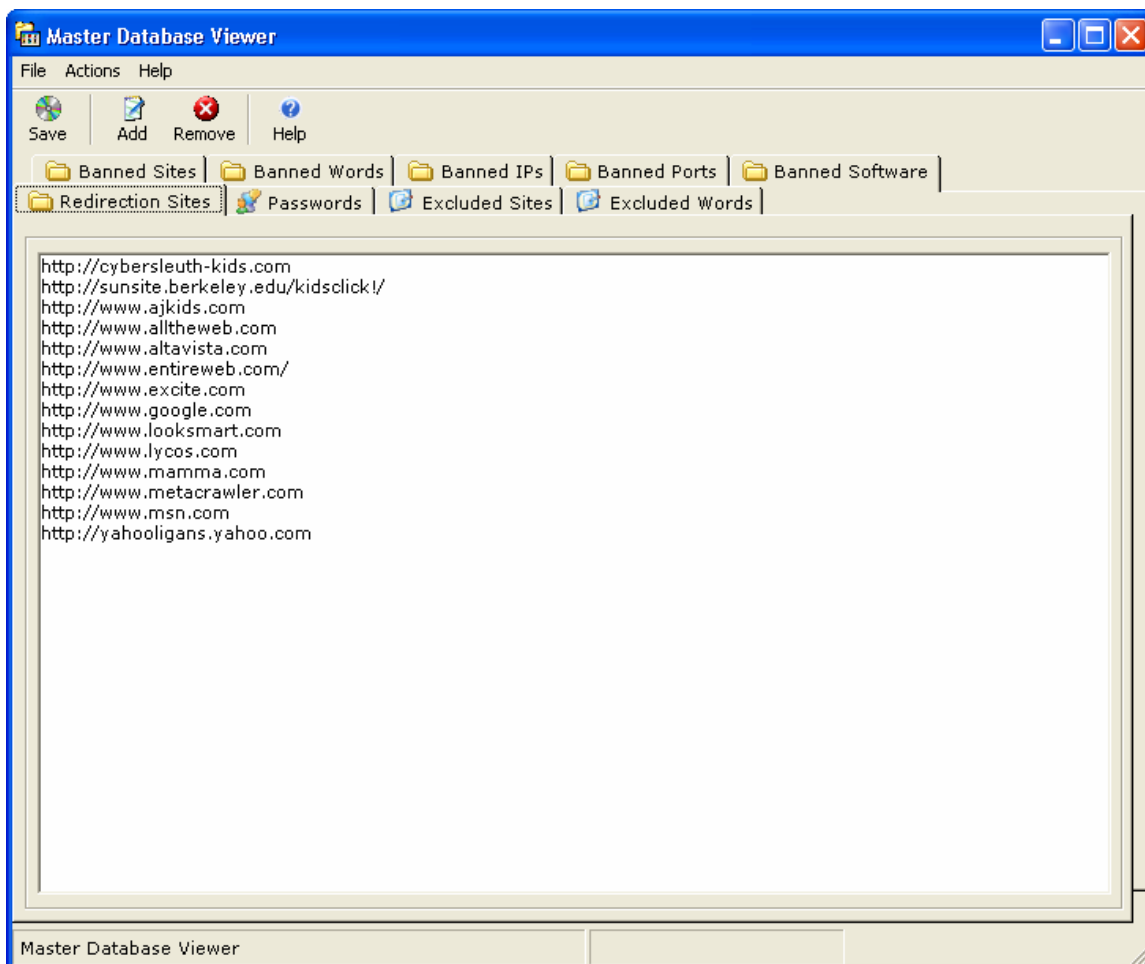 Master Database Viewer
File Actions Help
Save Add Remove Help
Banned Sites Banned Words Banned IPs Banned Ports Banned Software
Redirection Sites Passwords Excluded Sites Excluded Words
http://cybersleuth-kids.com
http://sunsite.berkeley.edu/kidsclick!/
http://www.ajkids.com
http://www.alltheweb.com
http://www.altavista.com
http://www.entireweb.com/
http://www.excite.com
http://www.google.com
http://www.looksmart.com
http://www.lycos.com
http://www.mamma.com
http://www.metacrawler.com
http://www.msn.com
http://yahooligans.yahoo.com
Master Database Viewer